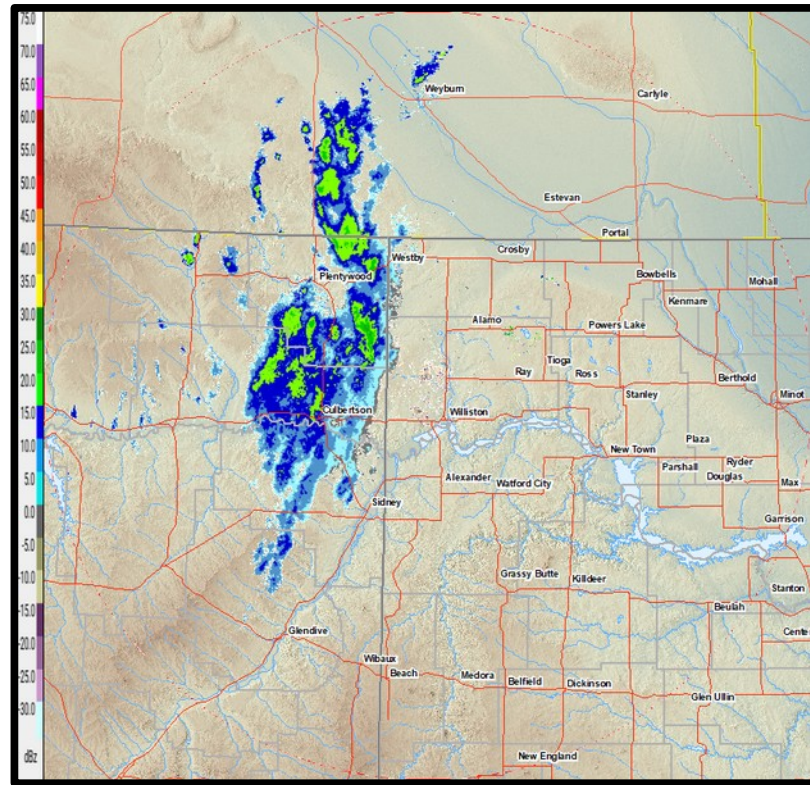 75.0
70.0
65.0
60.0
55.0
50.0
45.0
40.0
35.0
30.0
25.0
20.0
15.0
10.0
5.0
0.0
-5.0
-10.0
-15.0
-20.0
-25.0
-30.0
dBz
Weyburn
Carlyle
Estevan
Portal
Crosby
Westby
Plentywood
Bowbells
Mohall
Kenmare
Alamo
Powers Lake
Tioga
Ray
Ross
Berthold
Stanley
Minot
Culbertson
Williston
New Town
Plaza
Ryder
Parshall
Douglas
Max
Alexander
Watford City
Sidney
Garrison
Grassy Butte
Killdeer
Stanton
Beulah
Glendive
Cente
Wibaux
Beach
Medora
Belfield
Dickinson
Glen Ullin
New England